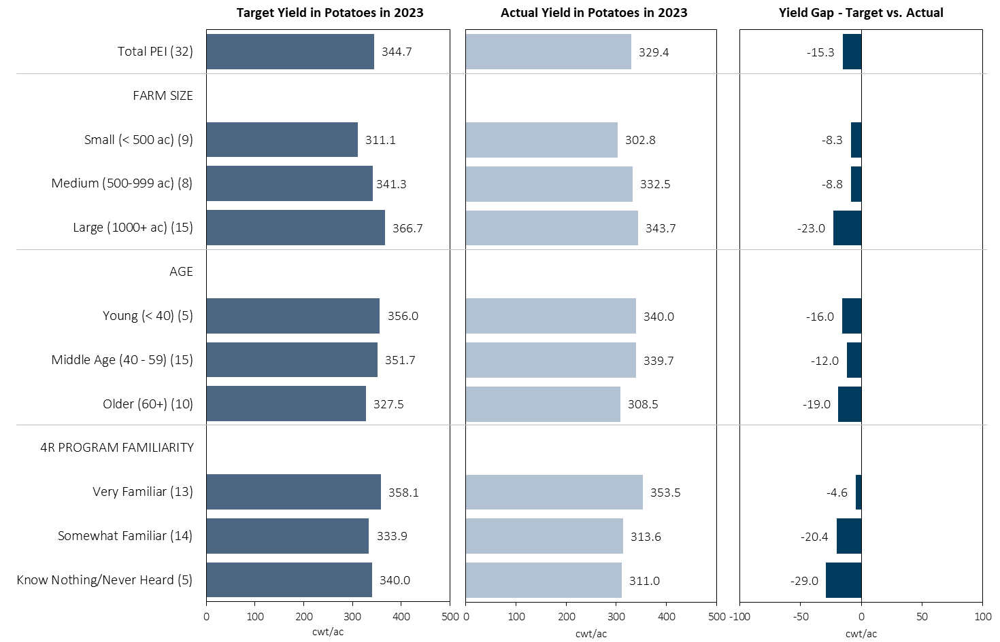 Target Yield in Potatoes in 2023 Actual Yield in Potatoes in 2023 Yield Gap - Target vs. Actual
Total PEI (32) 344.7 329.4 -15.3
FARM SIZE
Small (< 500 ac) (9) 311.1 302.8 -8.3
Medium (500-999 ac) (8) 341.3 332.5 -8.8
Large (1000+ ac) (15) 366.7 343.7 -23.0
AGE
Young (< 40) (5) 356.0 340.0 -16.0
Middle Age (40 - 59) (15) 351.7 339.7 -12.0
Older (60+) (10) 327.5 308.5 -19.0
4R PROGRAM FAMILIARITY
Very Familiar (13) 358.1 353.5 -4.6
Somewhat Familiar (14) 333.9 313.6 -20.4
Know Nothing/Never Heard (5) 340.0 311.0 -29.0
0 100 200 300 400 500 0 100 200 300 400 500 -100 -50 0 50 100
cwt/ac cwt/ac cwt/ac